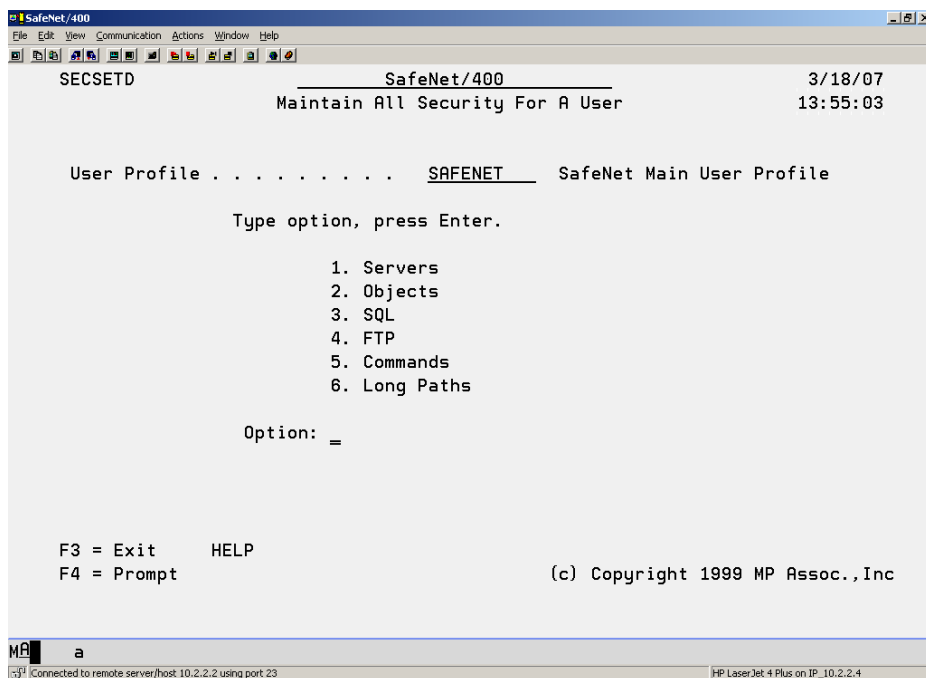 SafeNet/400
File Edit View Communication Actions Window Help
SECSETD SafeNet/400 3/18/07
Maintain All Security For A User 13:55:03
User Profile . . . . . . . . . SAFENET SafeNet Main User Profile
Type option, press Enter.
1. Servers
2. Objects
3. SQL
4. FTP
5. Commands
6. Long Paths
Option: _
F3 = Exit HELP
F4 = Prompt (c) Copyright 1999 MP Assoc.,Inc
MA a
Connected to remote server/host 10.2.2.2 using port 23 HP LaserJet 4 Plus on IP_10.2.2.4